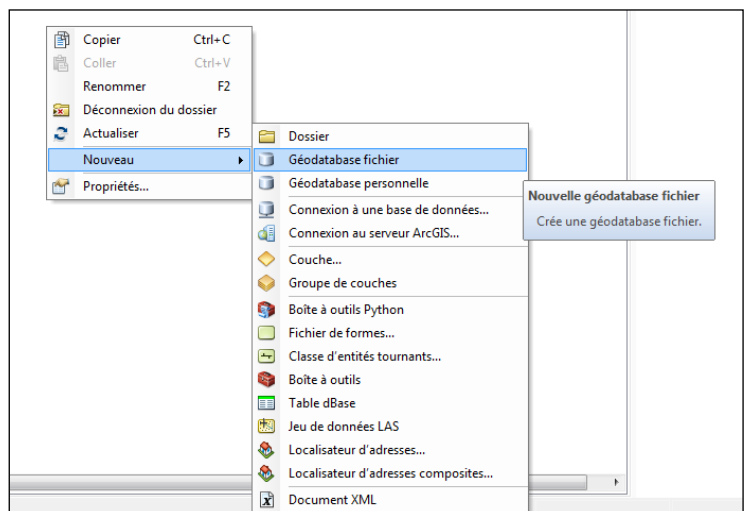 Copier Ctrl+C
Coller Ctrl+V
Renommer F2
Déconnexion du dossier
Actualiser F5
Nouveau
Propriétés...
Dossier
Géodatabase fichier
Géodatabase personnelle
Connexion à une base de données...
Connexion au serveur ArcGIS...
Couche...
Groupe de couches
Boîte à outils Python
Fichier de formes...
Classe d'entités tournants...
Boîte à outils
Table dBase
Jeu de données LAS
Localisateur d'adresses...
Localisateur d'adresses composites...
Document XML
Nouvelle géodatabase fichier
Crée une géodatabase fichier.